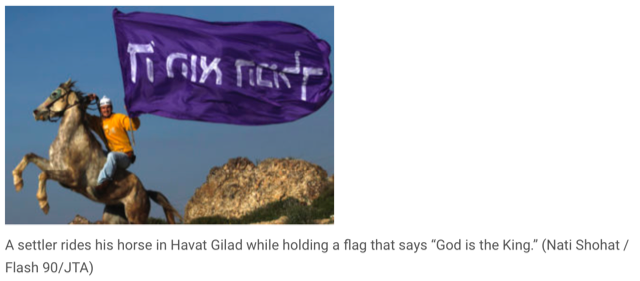 ה' הוא המלך
A settler rides his horse in Havat Gilad while holding a flag that says “God is the King.” (Nati Shohat /
Flash 90/JTA)